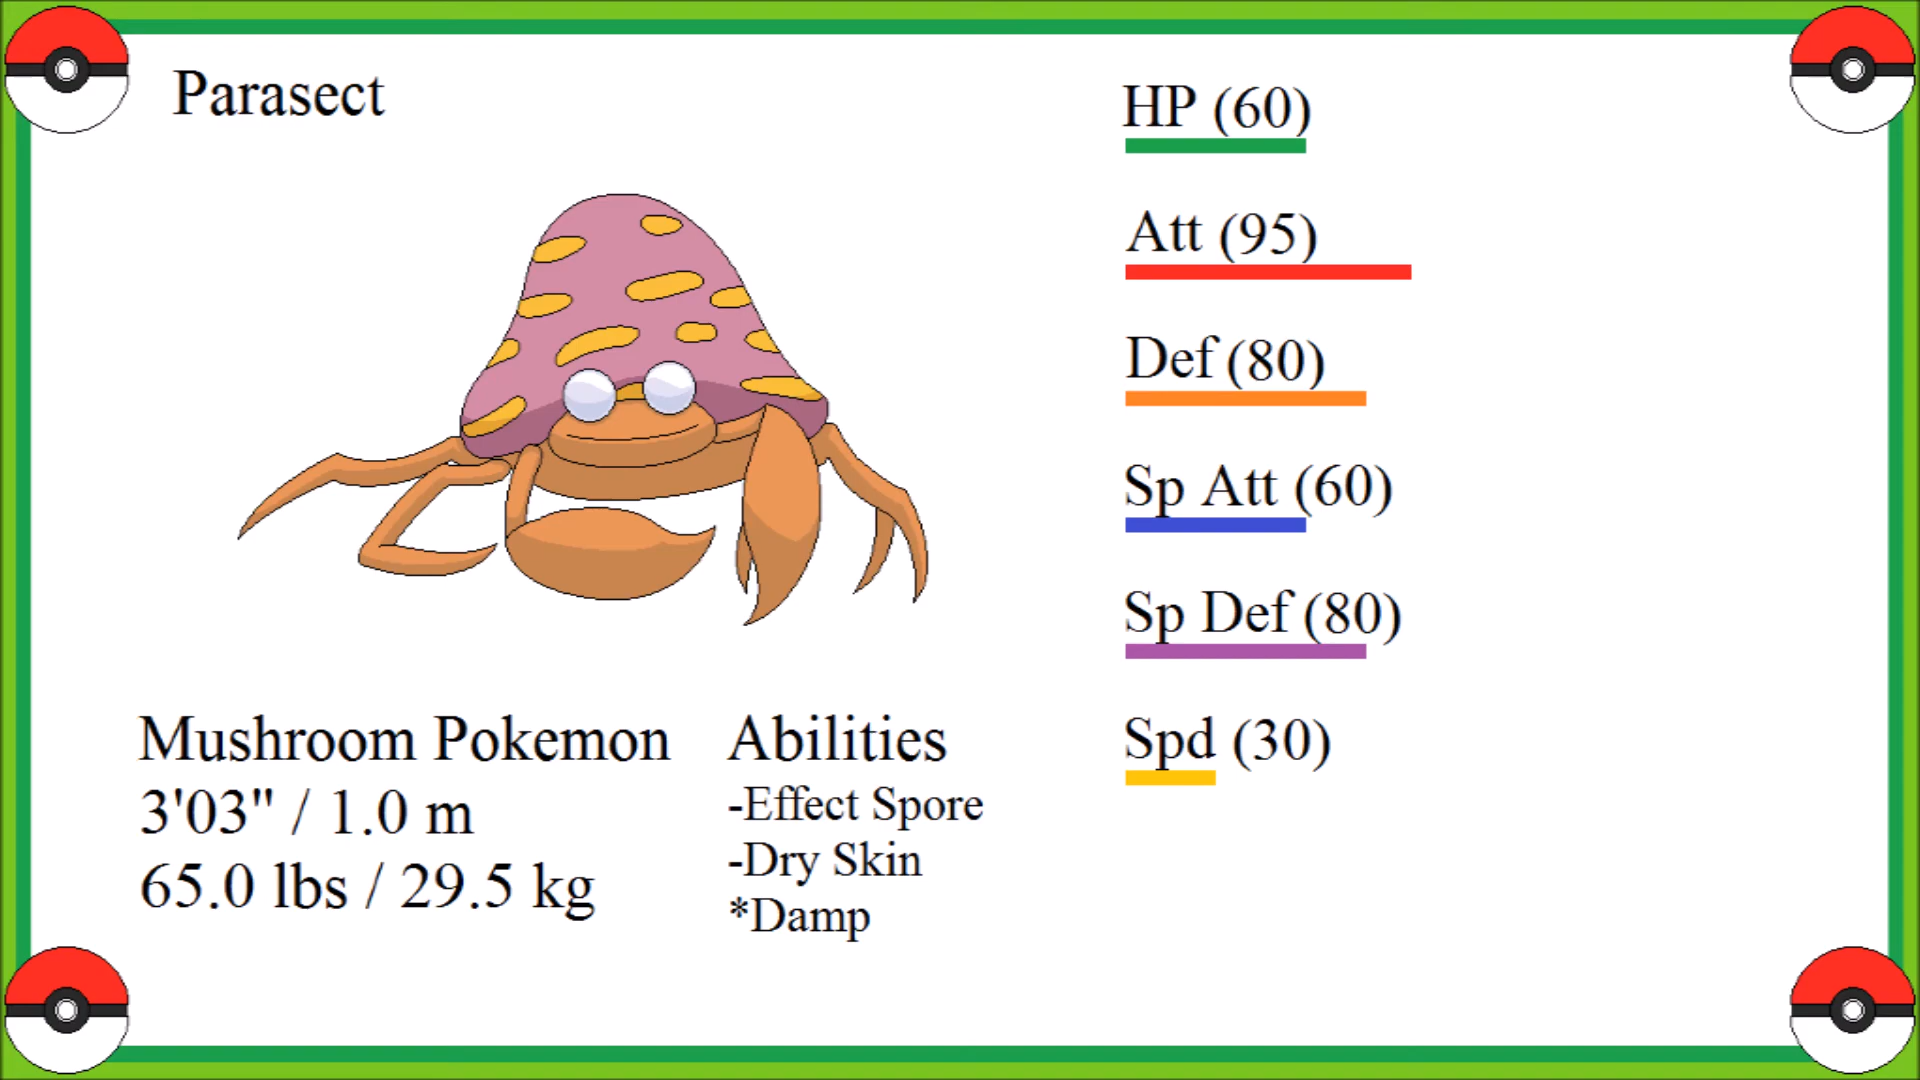 Parasect
HP (60)
Att (95)
Def (80)
Sp Att (60)
Sp Def (80)
Spd (30)
Mushroom Pokemon
3'03" / 1.0 m
65.0 lbs / 29.5 kg
Abilities
-Effect Spore
-Dry Skin
*Damp